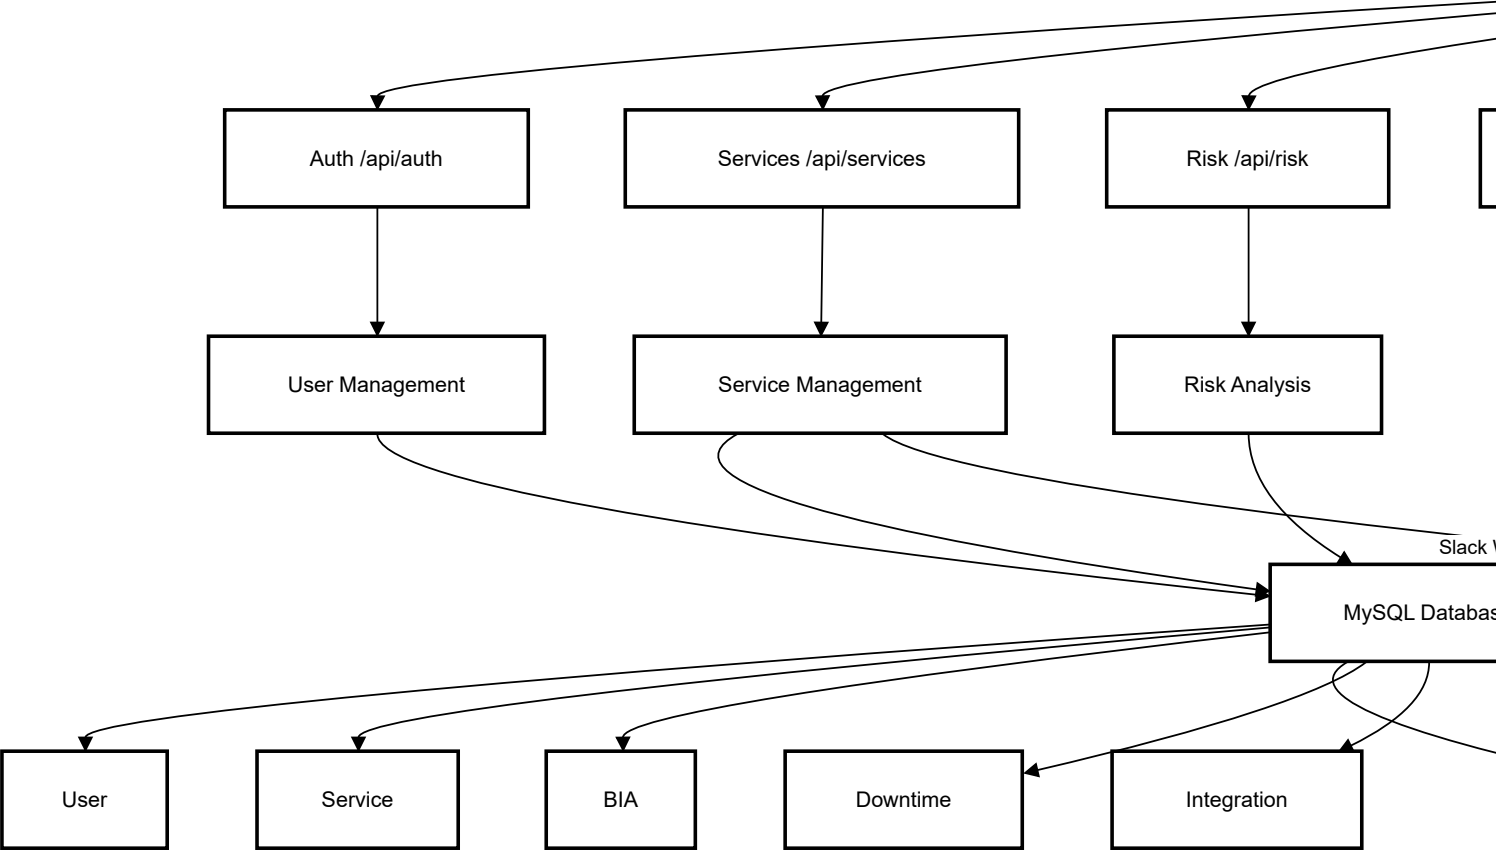 Auth /api/auth
Services /api/services
Risk /api/risk
User Management
Service Management
Risk Analysis
Slack
MySQL
User
Service
BIA
Downtime
Integration